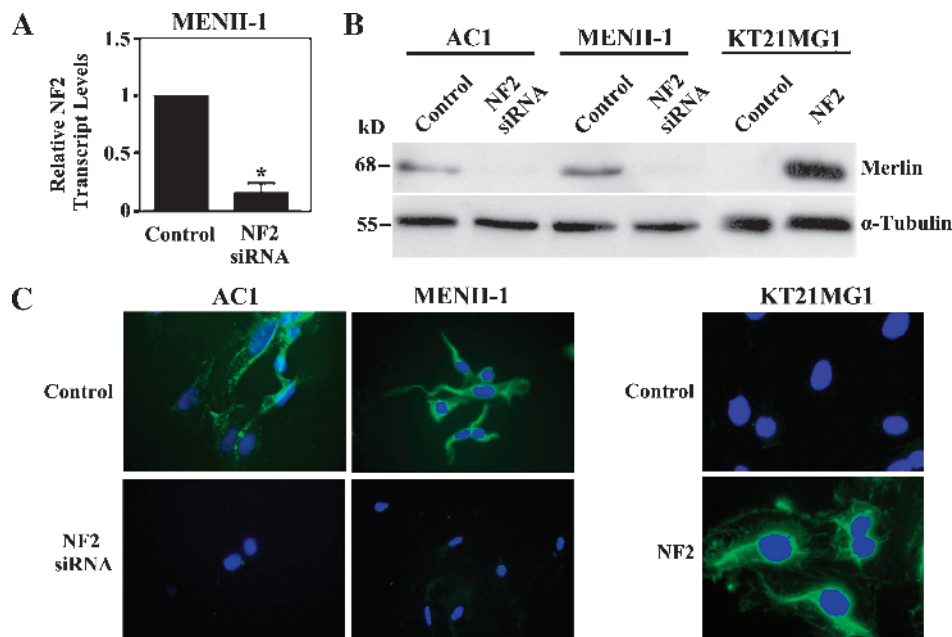 A
MENII-1
Relative NF2
Transcript Levels
1.5
1
0.5
0
*
Control
NF2
siRNA
B
AC1
MENII-1
KT21MG1
kD
Control
NF2
siRNA
Control
NF2
siRNA
Control
NF2
68
Merlin
55
α-Tubulin
C
AC1
MENII-1
KT21MG1
Control
Control
NF2
siRNA
NF2